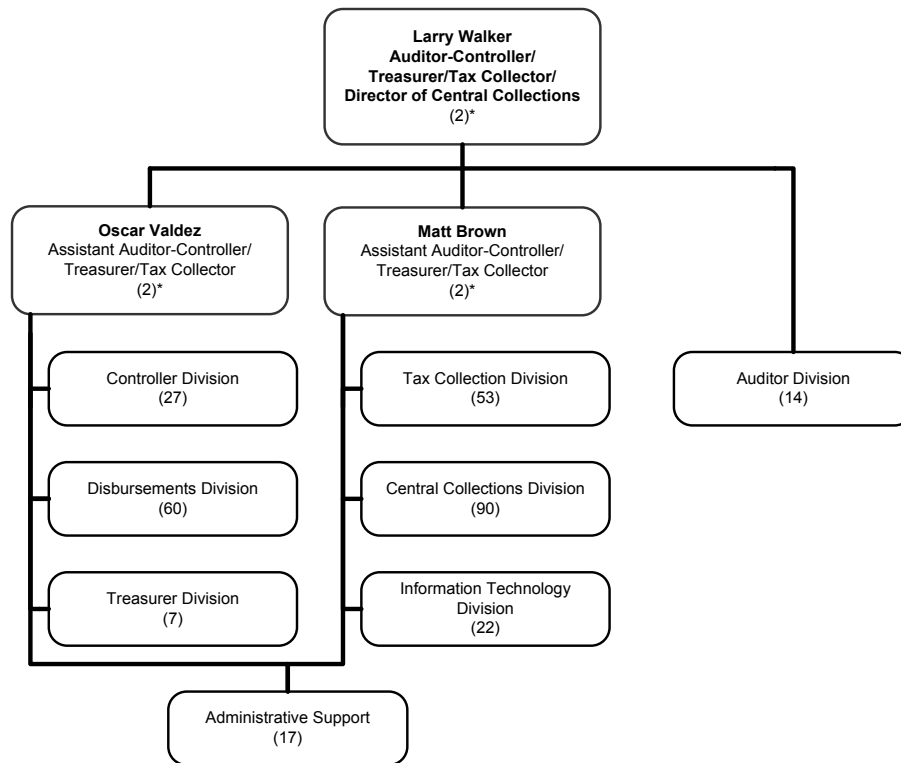 Larry Walker
Auditor-Controller/
Treasurer/Tax Collector/
Director of Central Collections
(2)*
Oscar Valdez
Assistant Auditor-Controller/
Treasurer/Tax Collector
(2)*
Matt Brown
Assistant Auditor-Controller/
Treasurer/Tax Collector
(2)*
Controller Division
(27)
Tax Collection Division
(53)
Auditor Division
(14)
Disbursements Division
(60)
Central Collections Division
(90)
Treasurer Division
(7)
Information Technology
Division
(22)
Administrative Support
(17)